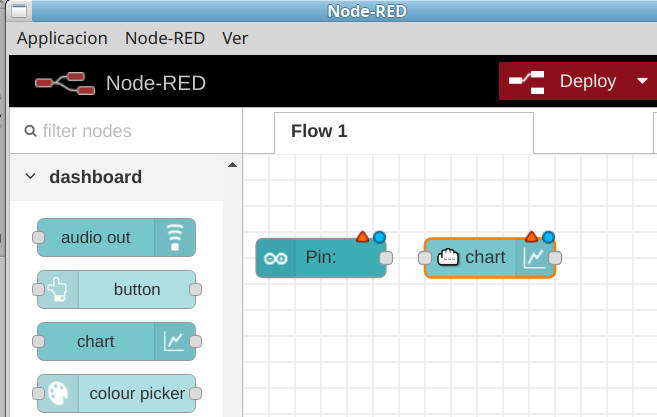 Node-RED
Applicacion Node-RED Ver
Node-RED
Deploy
filter nodes
Flow 1
dashboard
audio out
button
chart
colour picker
Pin:
chart